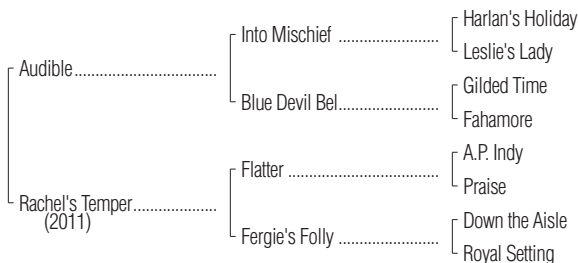 Harlan's Holiday
Into Mischief ........................
Leslie's Lady
Audible..................................
Gilded Time
Blue Devil Bel........................
Fahamore
A.P. Indy
Flatter ....................................
Praise
Rachel's Temper....................
(2011)
Down the Aisle
Fergie's Folly ........................
Royal Setting